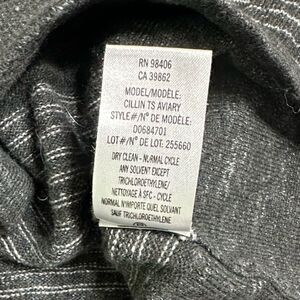 RN 98406
CA 39862
MODEL/MODÈLE:
CILLIN TS AVIARY
STYLE#/N° DE MODÈLE:
D0684701
LOT #/N° DE LOT: 255660
DRY CLEAN - NORMAL CYCLE
ANY SOLVENT EXCEPT
TRICHLOROETHYLENE/
NETTOYAGE À SEC - CYCLE
NORMAL N'IMPORTE QUEL SOLVANT
SAUF TRICHLOROETHYLENE